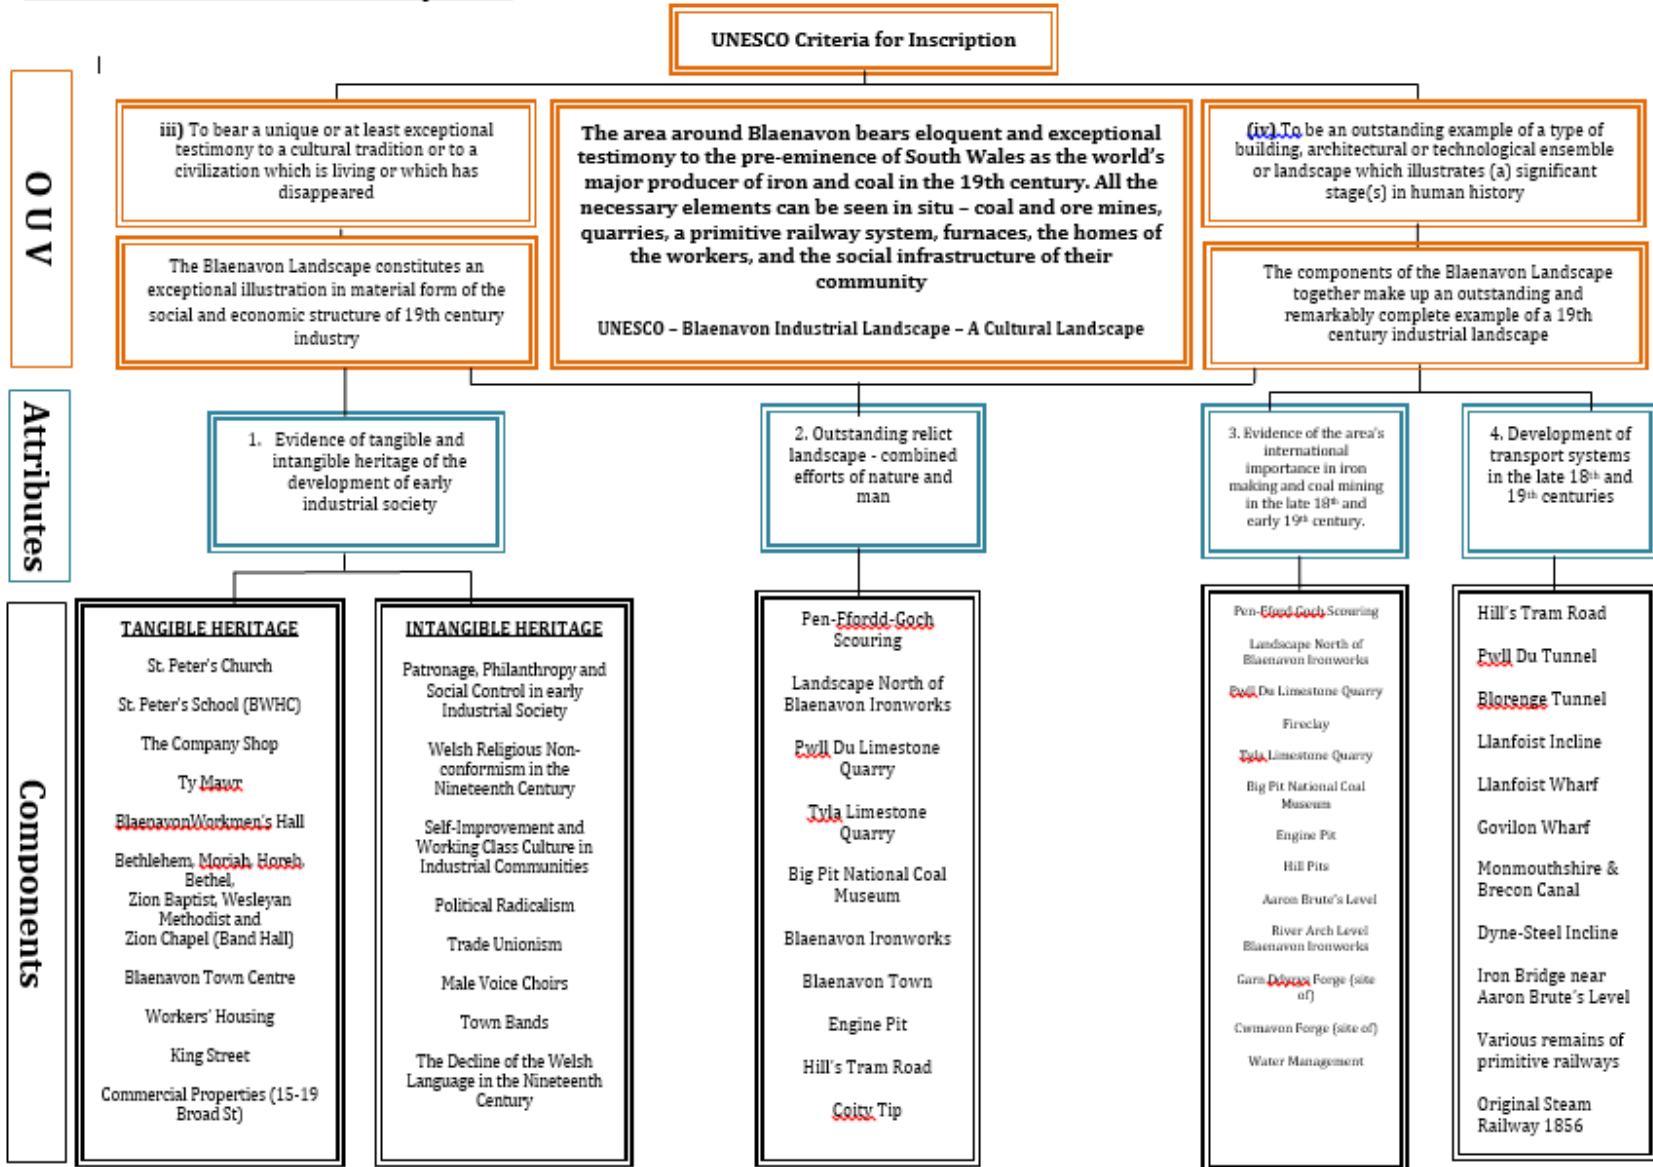 UNESCO Criteria for Inscription
O U V
iii) To bear a unique or at least exceptional
testimony to a cultural tradition or to a
civilization which is living or which has
disappeared
The Blaenavon Landscape constitutes an
exceptional illustration in material form of the
social and economic structure of 19th century
industry
The area around Blaenavon bears eloquent and exceptional
testimony to the pre-eminence of South Wales as the world's
major producer of iron and coal in the 19th century. All the
necessary elements can be seen in situ – coal and ore mines,
quarries, a primitive railway system, furnaces, the homes of
the workers, and the social infrastructure of their
community
UNESCO – Blaenavon Industrial Landscape – A Cultural Landscape
(iv) To be an outstanding example of a type of
building, architectural or technological ensemble
or landscape which illustrates (a) significant
stage(s) in human history
The components of the Blaenavon Landscape
together make up an outstanding and
remarkably complete example of a 19th
century industrial landscape
Attributes
1. Evidence of tangible and
intangible heritage of the
development of early
industrial society
2. Outstanding relict
landscape - combined
efforts of nature and
man
3. Evidence of the area's
international
importance in iron
making and coal mining
in the late 18th and
early 19th century.
4. Development of
transport systems
in the late 18th and
19th centuries
Components
TANGIBLE HERITAGE
St. Peter's Church
St. Peter's School (BWHC)
The Company Shop
Ty Mawr
BlaenavonWorkmen's Hall
Bethlehem, Moriah, Horeb,
Bethel,
Zion Baptist, Wesleyan
Methodist and
Zion Chapel (Band Hall)
Blaenavon Town Centre
Workers' Housing
King Street
Commercial Properties (15-19
Broad St)
INTANGIBLE HERITAGE
Patronage, Philanthropy and
Social Control in early
Industrial Society
Welsh Religious Non-
conformism in the
Nineteenth Century
Self-Improvement and
Working Class Culture in
Industrial Communities
Political Radicalism
Trade Unionism
Male Voice Choirs
Town Bands
The Decline of the Welsh
Language in the Nineteenth
Century
Pen-Ffordd-Goch
Scouring
Landscape North of
Blaenavon Ironworks
Pwll Du Limestone
Quarry
Tyla Limestone
Quarry
Big Pit National Coal
Museum
Blaenavon Ironworks
Blaenavon Town
Engine Pit
Hill's Tram Road
Coity Tip
Pen-Fford-Goch Scouring
Landscape North of
Blaenavon Ironworks
Pwll Du Limestone Quarry
Fireclay
Tyla Limestone Quarry
Big Pit National Coal
Museum
Engine Pit
Hill Pits
Aaron Brute's Level
River Arch Level
Blaenavon Ironworks
Garn Ddyrys Forge (site
of)
Cwmavon Forge (site of)
Water Management
Hill's Tram Road
Pwll Du Tunnel
Blorenge Tunnel
Llanfoist Incline
Llanfoist Wharf
Govilon Wharf
Monmouthshire &
Brecon Canal
Dyne-Steel Incline
Iron Bridge near
Aaron Brute's Level
Various remains of
primitive railways
Original Steam
Railway 1856